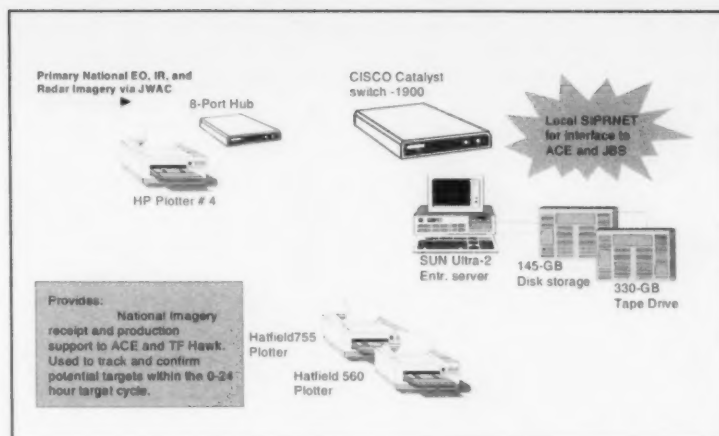 Primary National EO, IR, and
Radar Imagery via JWAC
8-Port Hub
HP Plotter # 4
CISCO Catalyst
switch -1900
Local SIPRNET
for interface to
ACE and JBS
SUN Ultra-2
Entr. server
145-GB
Disk storage
330-GB
Tape Drive
Provides:
National Imagery
receipt and production
support to ACE and TF Hawk.
Used to track and confirm
potential targets within the 0-24
hour target cycle.
Hatfield755
Plotter
Hatfield 560
Plotter